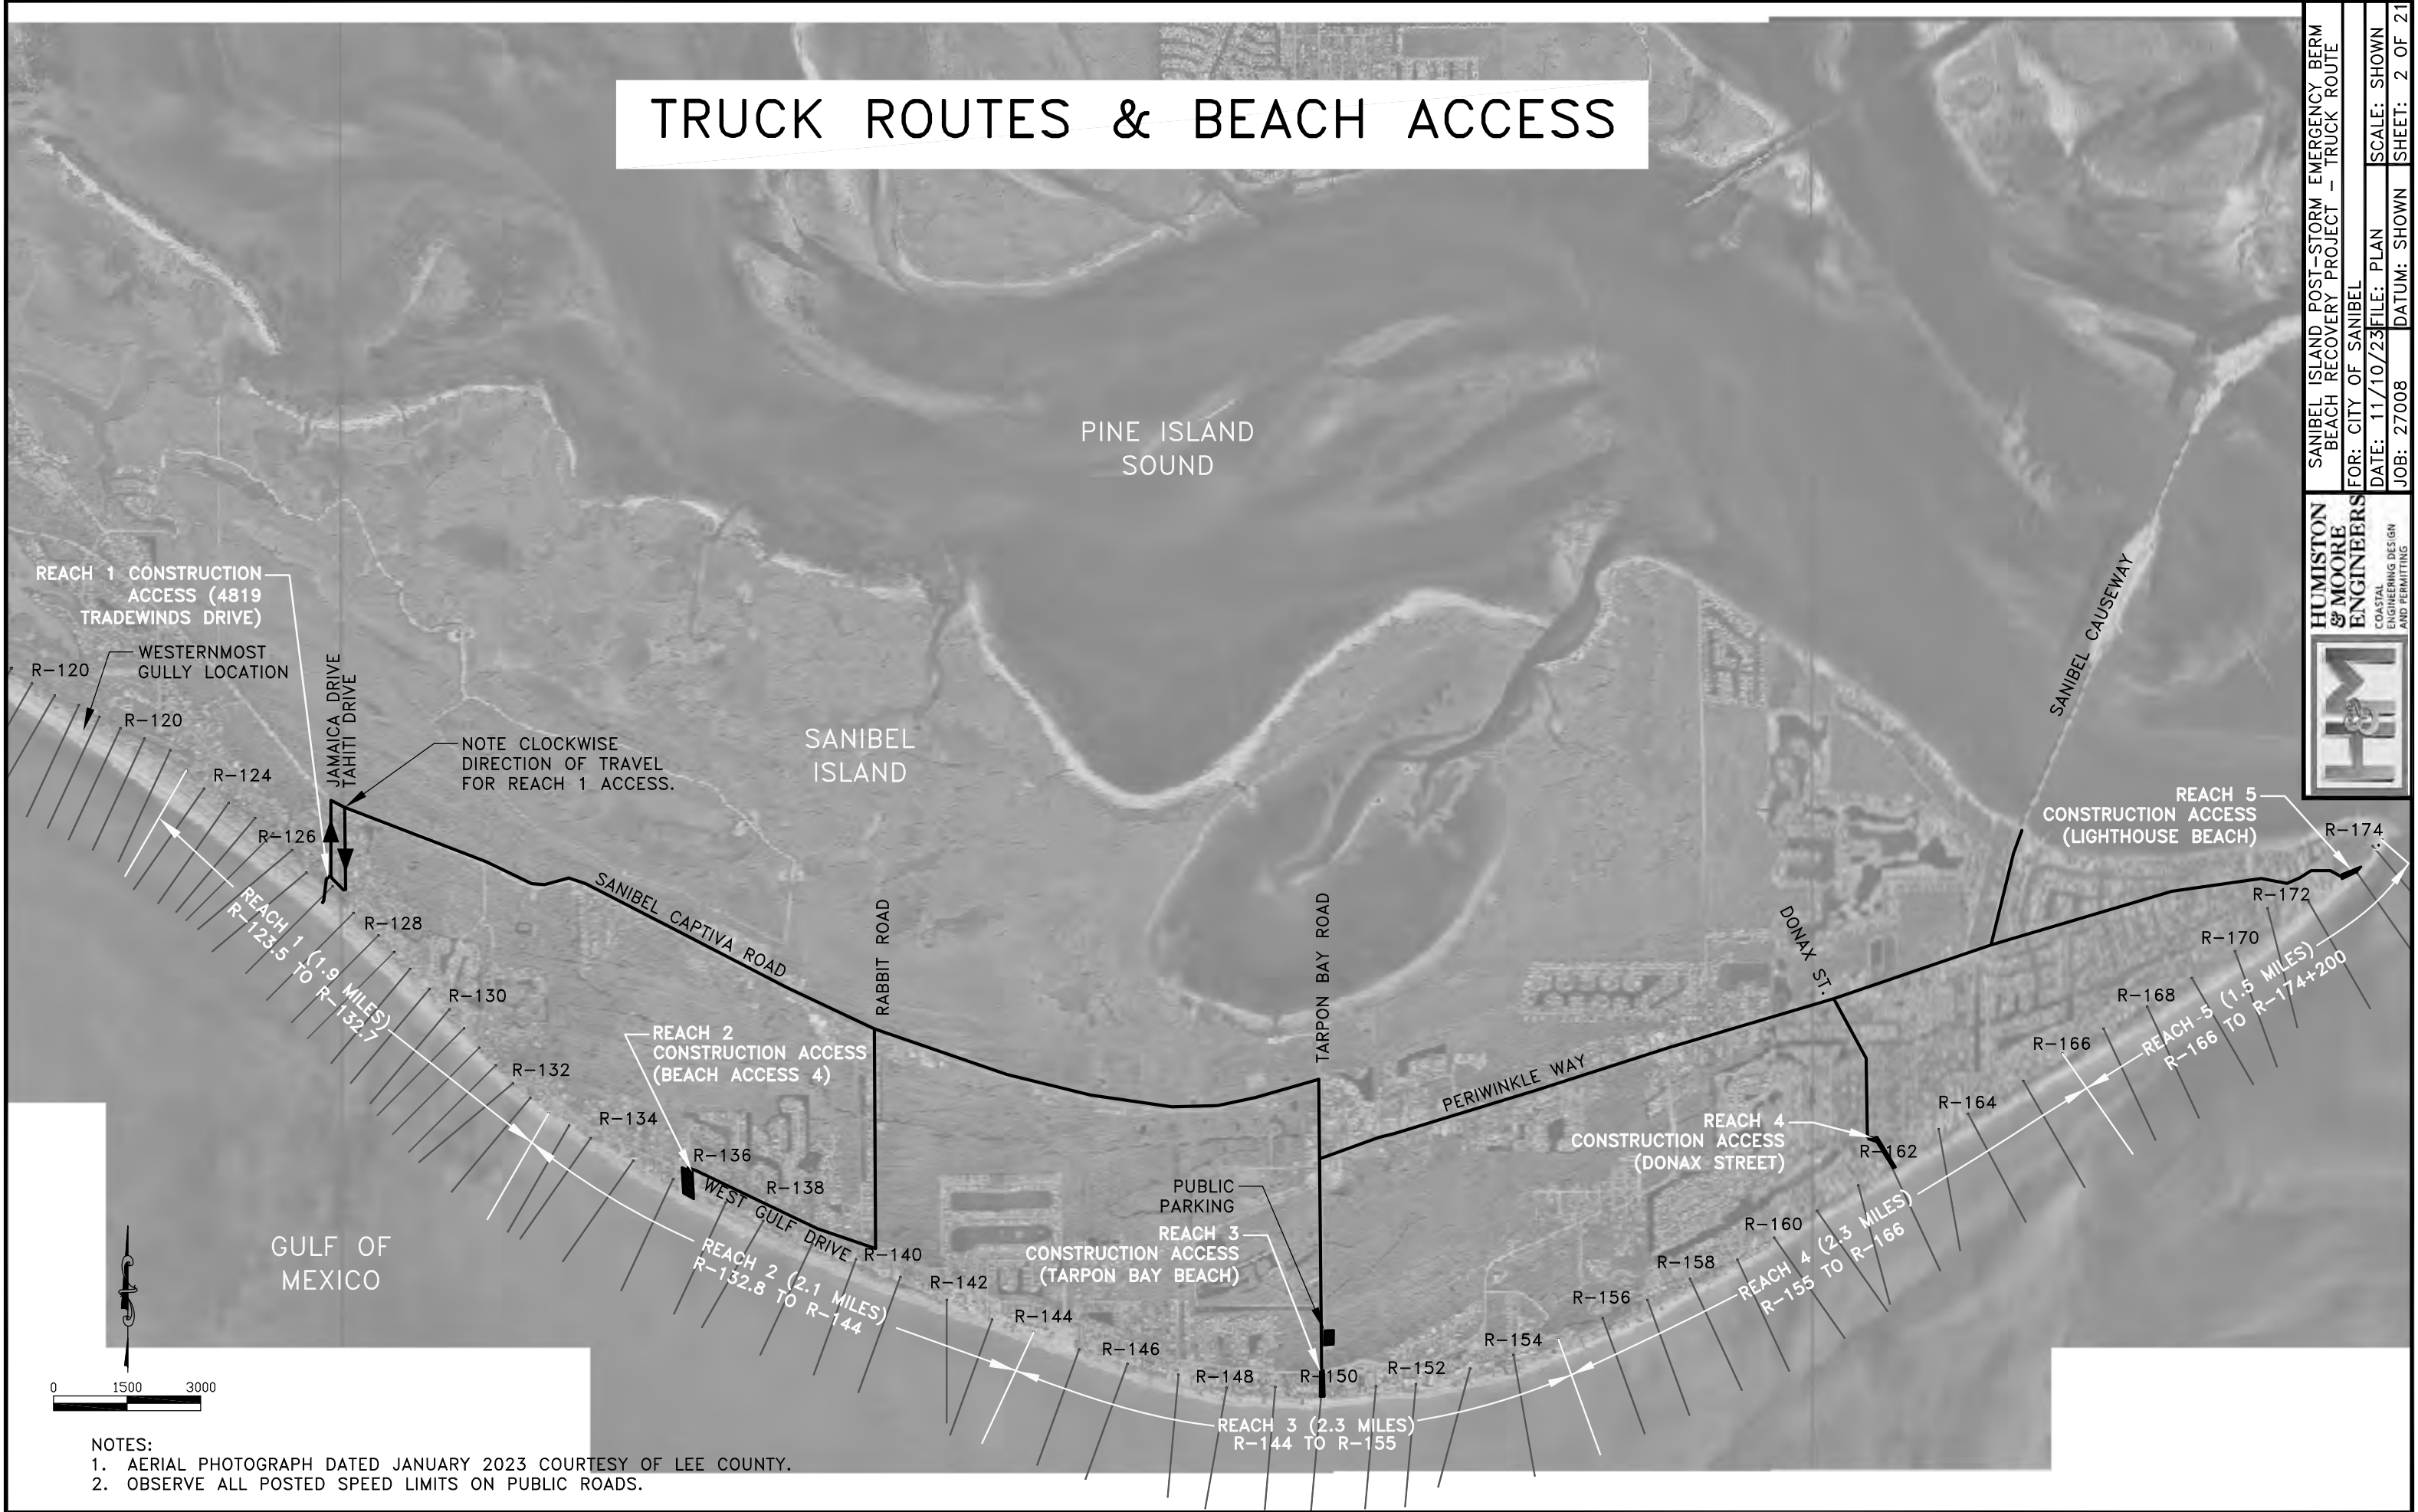 TRUCK ROUTES & BEACH ACCESS
PINE ISLAND
SOUND
SANIBEL
ISLAND
GULF OF
MEXICO
REACH 1 CONSTRUCTION
ACCESS (4819
TRADEWINDS DRIVE)
WESTERNMOST
GULLY LOCATION
JAMAICA DRIVE
TAHITI DRIVE
NOTE CLOCKWISE
DIRECTION OF TRAVEL
FOR REACH 1 ACCESS.
SANIBEL CAPTIVA ROAD
RABBIT ROAD
TARPON BAY ROAD
PERIWINKLE WAY
DONAX ST.
SANIBEL CAUSEWAY
WEST GULF DRIVE
REACH 2
CONSTRUCTION ACCESS
(BEACH ACCESS 4)
PUBLIC
PARKING
REACH 3
CONSTRUCTION ACCESS
(TARPON BAY BEACH)
REACH 4
CONSTRUCTION ACCESS
(DONAX STREET)
REACH 5
CONSTRUCTION ACCESS
(LIGHTHOUSE BEACH)
R-120
R-120
R-124
R-126
R-128
R-130
R-132
R-134
R-136
R-138
R-140
R-142
R-144
R-146
R-148
R-150
R-152
R-154
R-156
R-158
R-160
R-162
R-164
R-166
R-168
R-170
R-172
R-174
REACH 1 (1.9 MILES)
R-123.5 TO R-132.7
REACH 2 (2.1 MILES)
R-132.8 TO R-144
REACH 3 (2.3 MILES)
R-144 TO R-155
REACH 4 (2.3 MILES)
R-155 TO R-166
REACH 5 (1.5 MILES)
R-166 TO R-174+200
0 1500 3000
NOTES:
1. AERIAL PHOTOGRAPH DATED JANUARY 2023 COURTESY OF LEE COUNTY.
2. OBSERVE ALL POSTED SPEED LIMITS ON PUBLIC ROADS.
SANIBEL ISLAND POST-STORM EMERGENCY BERM
BEACH RECOVERY PROJECT - TRUCK ROUTE
FOR: CITY OF SANIBEL
DATE: 11/10/23 FILE: PLAN SCALE: SHOWN
JOB: 27008 DATUM: SHOWN SHEET: 2 OF 21
HUMISTON
& MOORE
ENGINEERS
COASTAL
ENGINEERING DESIGN
AND PERMITTING
H&M